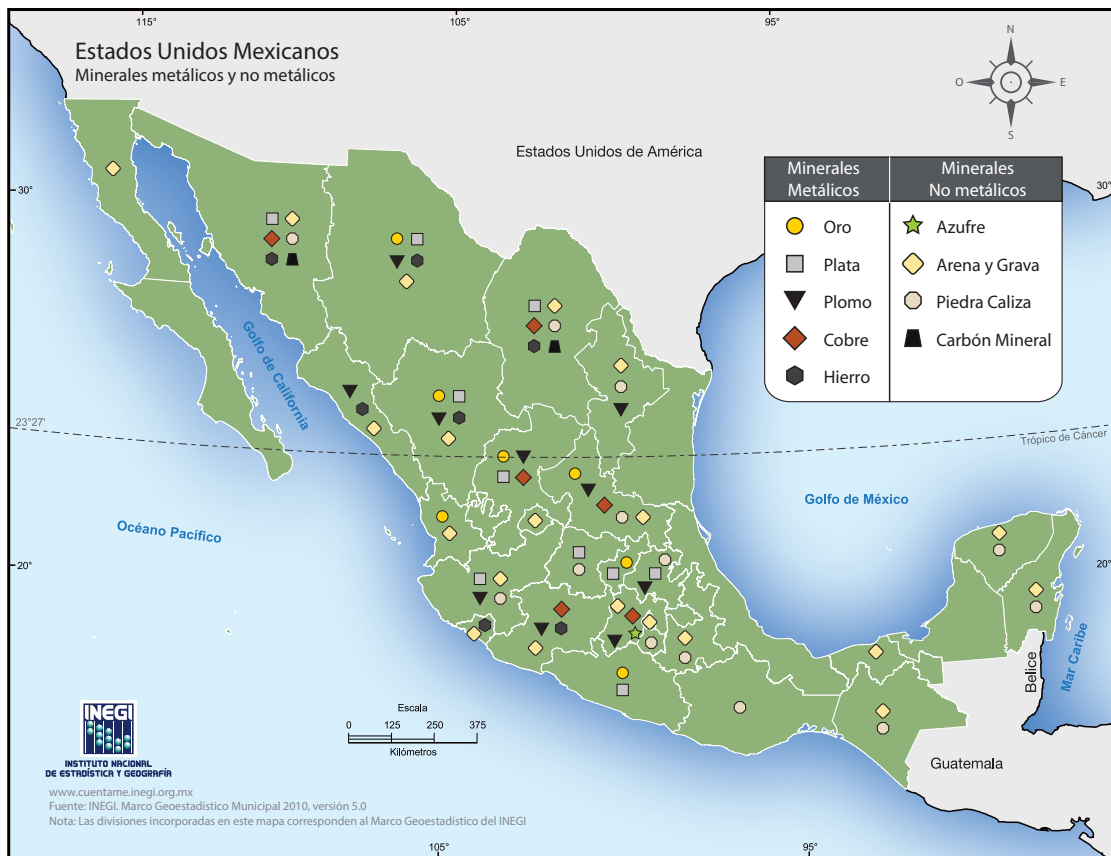 115°
105°
95°
Estados Unidos Mexicanos
Minerales metálicos y no metálicos
N
O
E
S
Estados Unidos de América
Minerales
Metálicos
Minerales
No metálicos
Oro
Azufre
Plata
Arena y Grava
Plomo
Piedra Caliza
Cobre
Carbón Mineral
Hierro
30°
30°
Golfo de California
23°27'
Trópico de Cáncer
Golfo de México
Océano Pacífico
20°
20°
Mar Caribe
Belice
Guatemala
Escala
0 125 250 375
Kilómetros
INEGI
INSTITUTO NACIONAL
DE ESTADÍSTICA Y GEOGRAFÍA
www.cuentame.inegi.org.mx
Fuente: INEGI. Marco Geoestadístico Municipal 2010, versión 5.0
Nota: Las divisiones incorporadas en este mapa corresponden al Marco Geoestadístico del INEGI
105°
95°